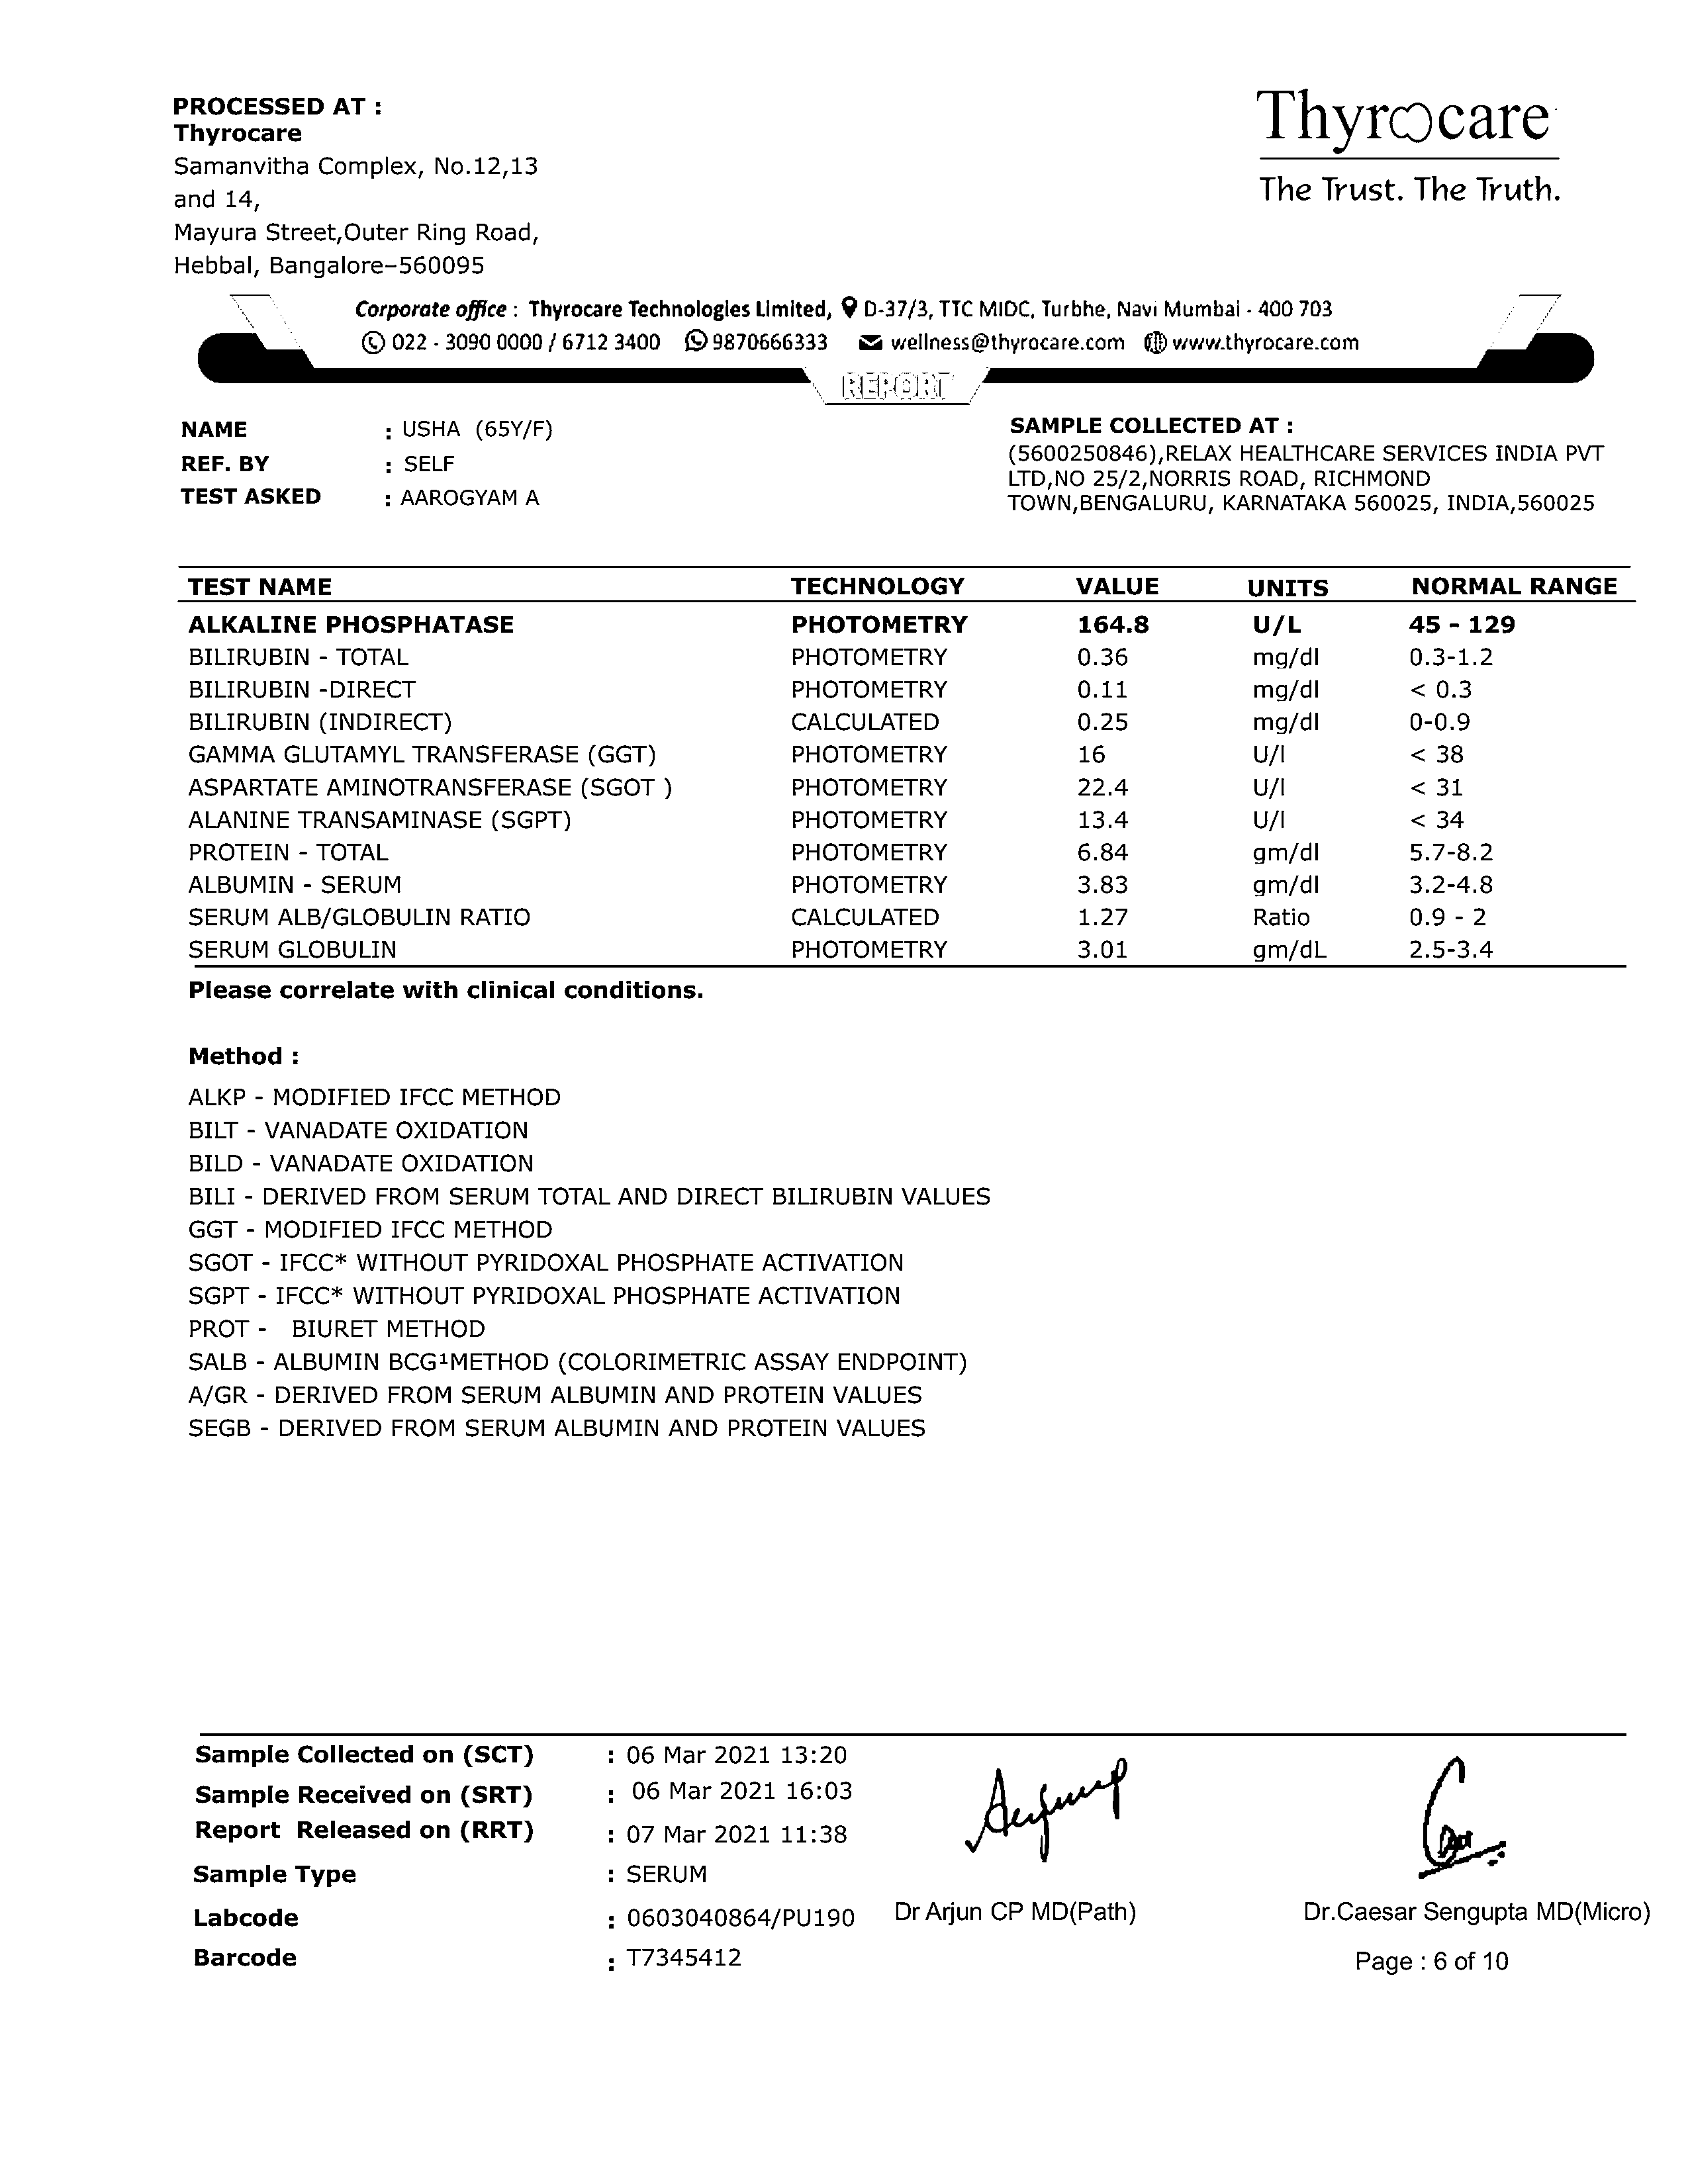 PROCESSED AT :
Thyrocare
Samanvitha Complex, No.12,13
and 14,
Mayura Street,Outer Ring Road,
Hebbal, Bangalore-560095
Thyrocare
The Trust. The Truth.
Corporate office : Thyrocare Technologies Limited, D-37/3, TTC MIDC, Turbhe, Navi Mumbai - 400 703
022 - 3090 0000 / 6712 3400 9870666333 wellness@thyrocare.com www.thyrocare.com
REPORT
NAME : USHA (65Y/F)
REF. BY : SELF
TEST ASKED : AAROGYAM A
SAMPLE COLLECTED AT :
(5600250846),RELAX HEALTHCARE SERVICES INDIA PVT
LTD,NO 25/2,NORRIS ROAD, RICHMOND
TOWN,BENGALURU, KARNATAKA 560025, INDIA,560025
TEST NAME TECHNOLOGY VALUE UNITS NORMAL RANGE
ALKALINE PHOSPHATASE PHOTOMETRY 164.8 U/L 45 - 129
BILIRUBIN - TOTAL PHOTOMETRY 0.36 mg/dl 0.3-1.2
BILIRUBIN -DIRECT PHOTOMETRY 0.11 mg/dl < 0.3
BILIRUBIN (INDIRECT) CALCULATED 0.25 mg/dl 0-0.9
GAMMA GLUTAMYL TRANSFERASE (GGT) PHOTOMETRY 16 U/l < 38
ASPARTATE AMINOTRANSFERASE (SGOT ) PHOTOMETRY 22.4 U/l < 31
ALANINE TRANSAMINASE (SGPT) PHOTOMETRY 13.4 U/l < 34
PROTEIN - TOTAL PHOTOMETRY 6.84 gm/dl 5.7-8.2
ALBUMIN - SERUM PHOTOMETRY 3.83 gm/dl 3.2-4.8
SERUM ALB/GLOBULIN RATIO CALCULATED 1.27 Ratio 0.9 - 2
SERUM GLOBULIN PHOTOMETRY 3.01 gm/dL 2.5-3.4
Please correlate with clinical conditions.
Method :
ALKP - MODIFIED IFCC METHOD
BILT - VANADATE OXIDATION
BILD - VANADATE OXIDATION
BILI - DERIVED FROM SERUM TOTAL AND DIRECT BILIRUBIN VALUES
GGT - MODIFIED IFCC METHOD
SGOT - IFCC* WITHOUT PYRIDOXAL PHOSPHATE ACTIVATION
SGPT - IFCC* WITHOUT PYRIDOXAL PHOSPHATE ACTIVATION
PROT - BIURET METHOD
SALB - ALBUMIN BCG¹METHOD (COLORIMETRIC ASSAY ENDPOINT)
A/GR - DERIVED FROM SERUM ALBUMIN AND PROTEIN VALUES
SEGB - DERIVED FROM SERUM ALBUMIN AND PROTEIN VALUES
Sample Collected on (SCT) : 06 Mar 2021 13:20
Sample Received on (SRT) : 06 Mar 2021 16:03
Report Released on (RRT) : 07 Mar 2021 11:38
Sample Type : SERUM
Labcode : 0603040864/PU190 Dr Arjun CP MD(Path) Dr.Caesar Sengupta MD(Micro)
Barcode : T7345412 Page : 6 of 10